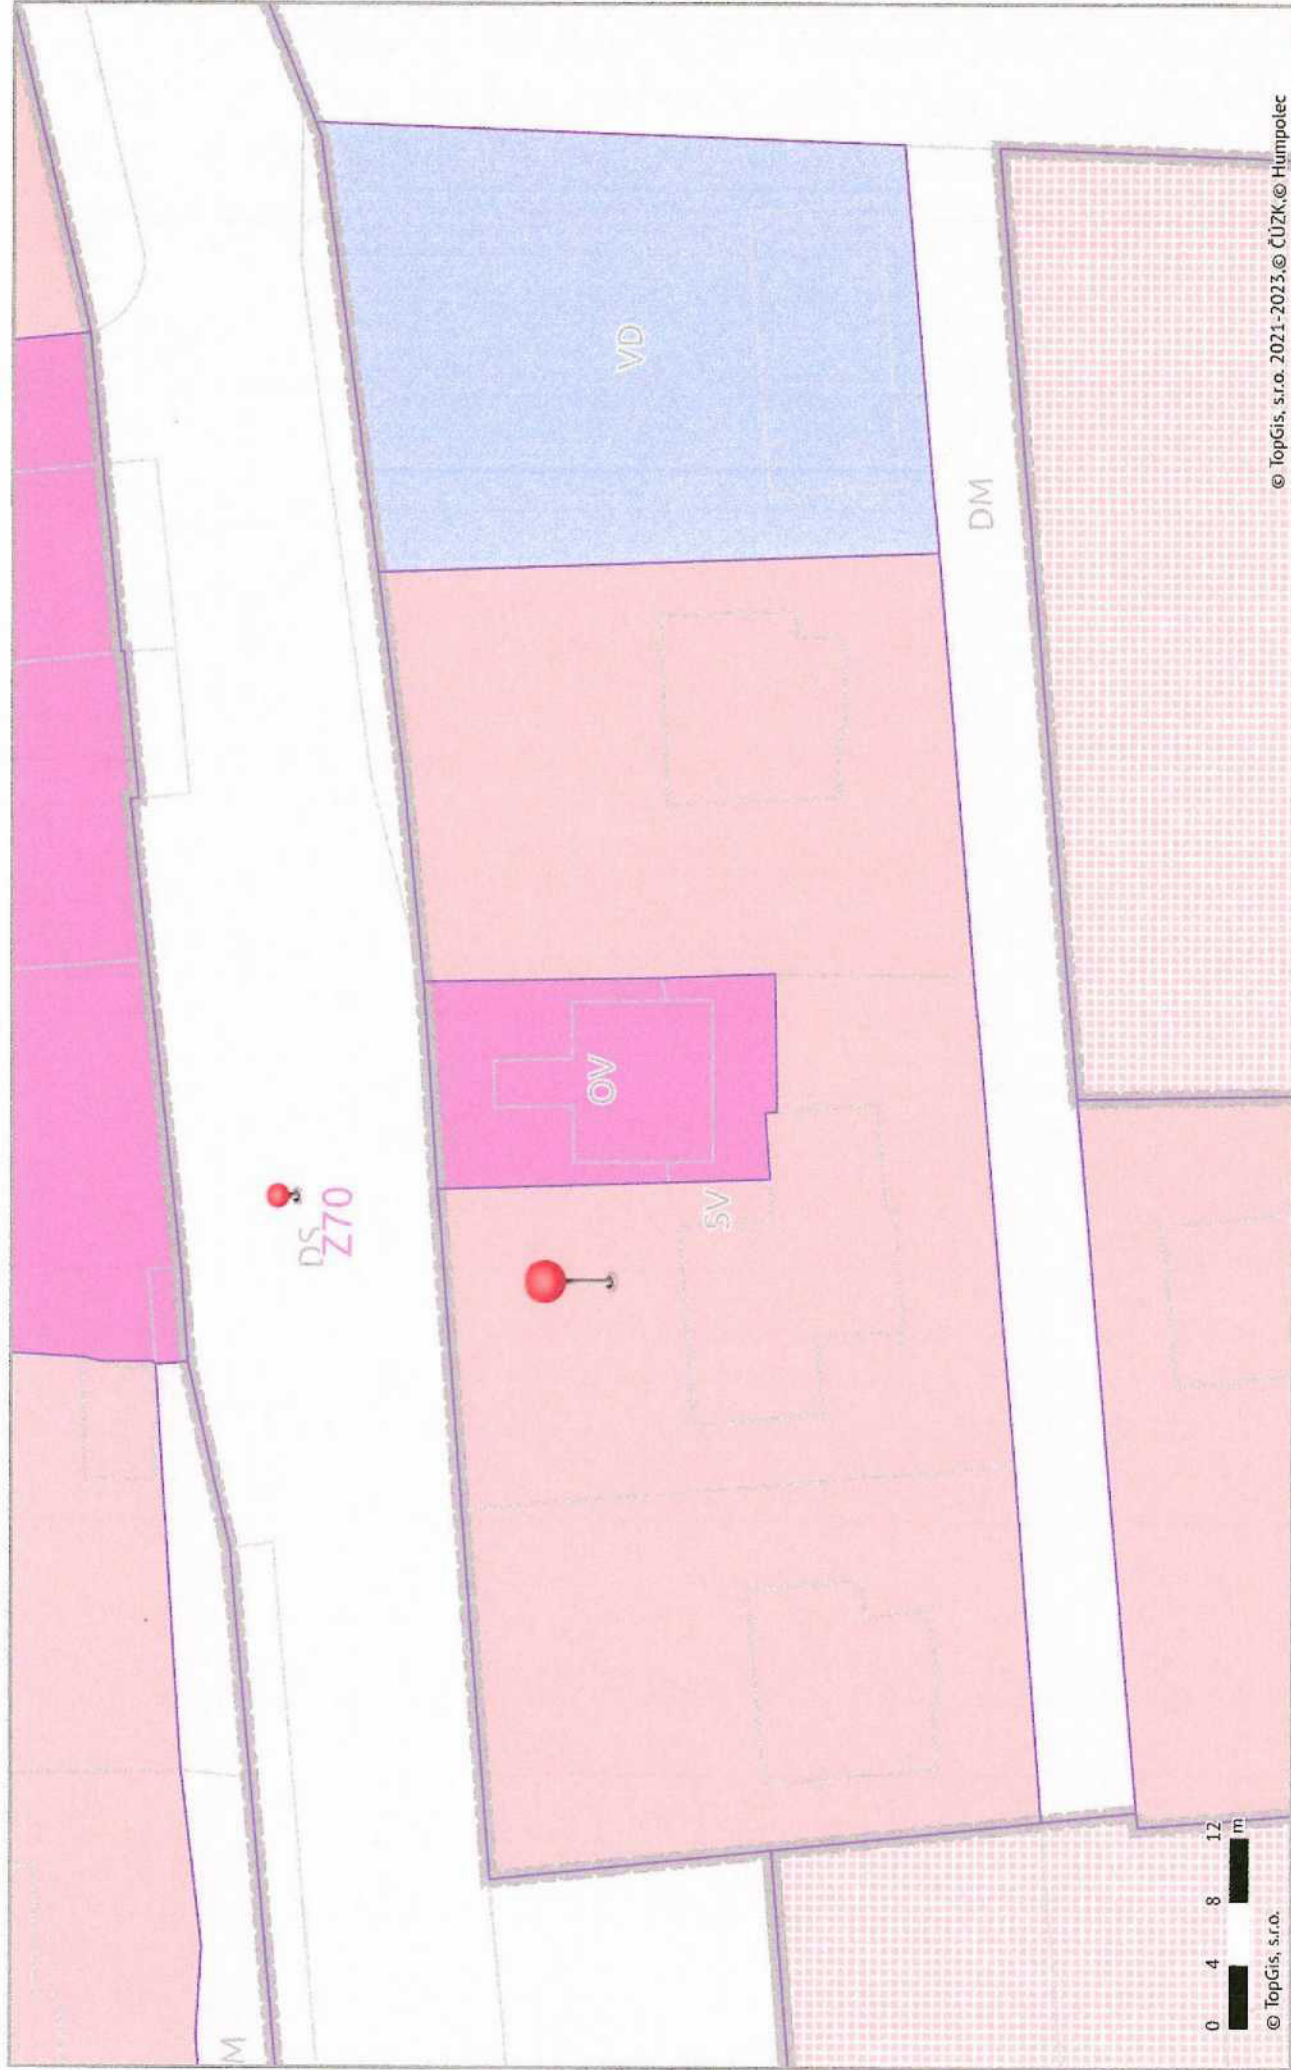 VD
DM
OV
SV
DS
Z70
M
0 4 8 12
m
© TopGis, s.r.o.
© TopGis, s.r.o. 2021-2023,© ČÚZK,© Humpolec